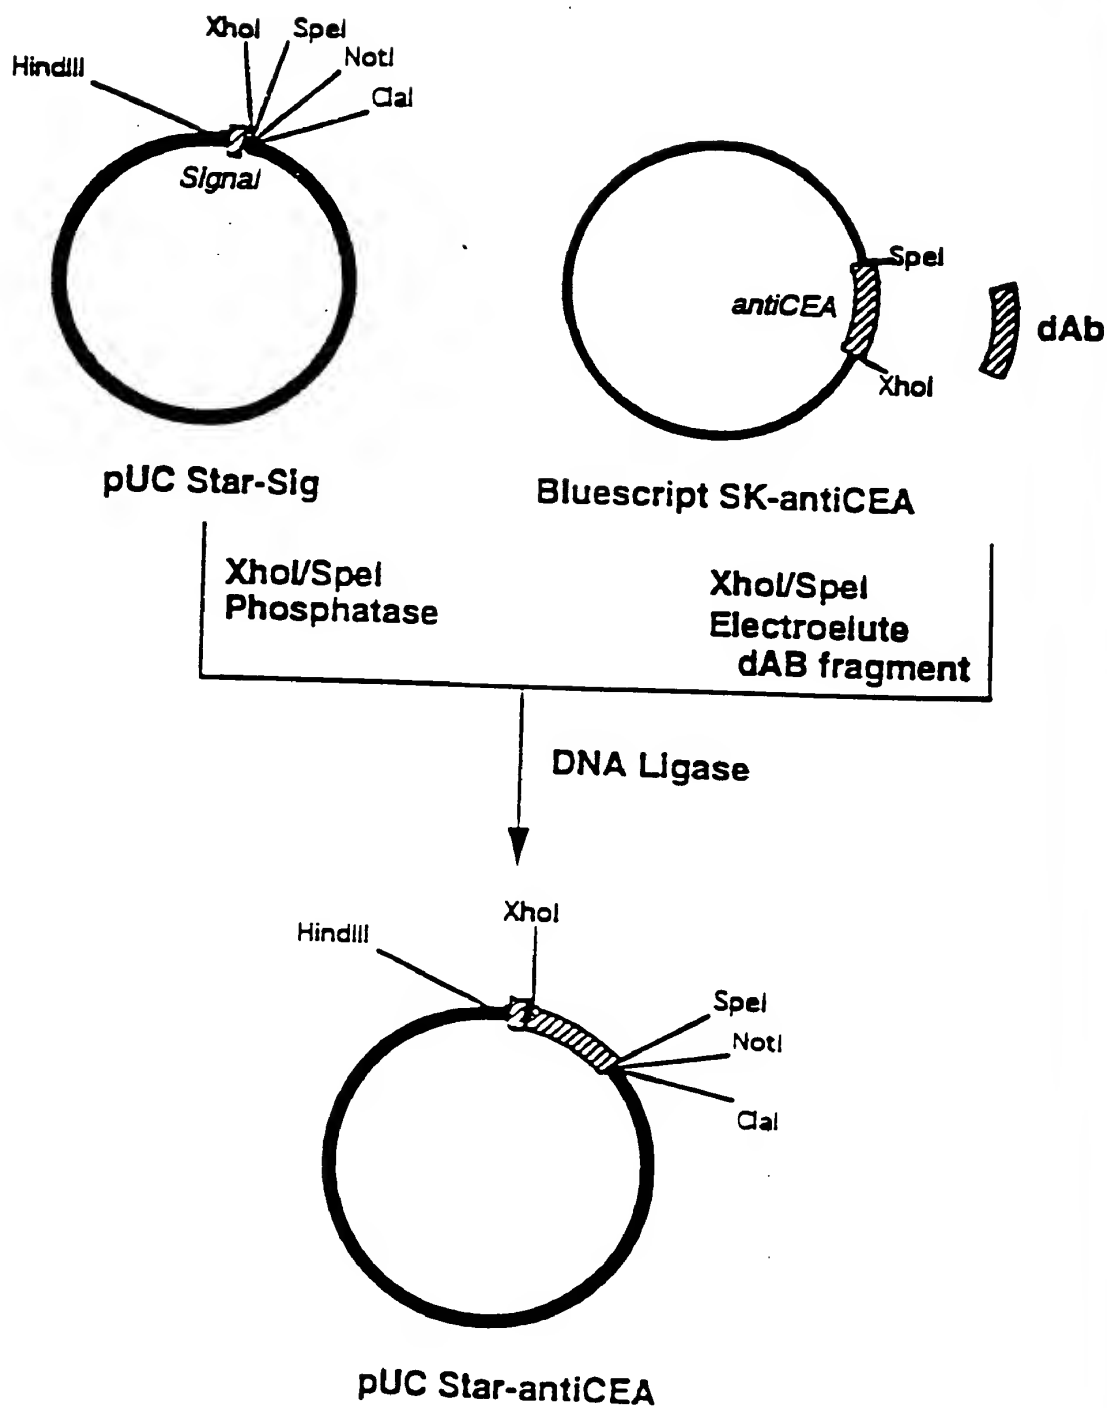 XhoI
SpeI
HindIII
NotI
ClaI
Signal
SpeI
antiCEA
dAb
XhoI
pUC Star-Sig
Bluescript SK-antiCEA
XhoI/SpeI
Phosphatase
XhoI/SpeI
Electroelute
dAB fragment
DNA Ligase
XhoI
HindIII
SpeI
NotI
ClaI
pUC Star-antiCEA